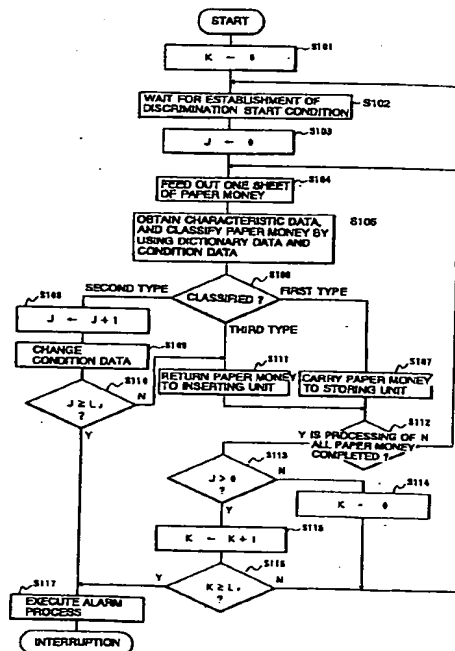 START
S101
K ← 0
WAIT FOR ESTABLISHMENT OF
DISCRIMINATION START CONDITION
S102
S103
J ← 0
S104
FEED OUT ONE SHEET
OF PAPER MONEY
S105
OBTAIN CHARACTERISTIC DATA,
AND CLASSIFY PAPER MONEY BY
USING DICTIONARY DATA AND
CONDITION DATA
S106
SECOND TYPE
CLASSIFIED ?
FIRST TYPE
S108
J ← J+1
THIRD TYPE
S109
CHANGE
CONDITION DATA
S111
RETURN PAPER MONEY
TO INSERTING UNIT
S107
CARRY PAPER MONEY
TO STORING UNIT
S110
J ≥ LJ
?
N
Y
S112
Y IS PROCESSING OF N
ALL PAPER MONEY
COMPLETED ?
S113
J > 0
?
N
Y
S114
K ← 0
S115
K ← K+1
S116
Y
K ≥ L
?
N
S117
EXECUTE ALARM
PROCESS
INTERRUPTION